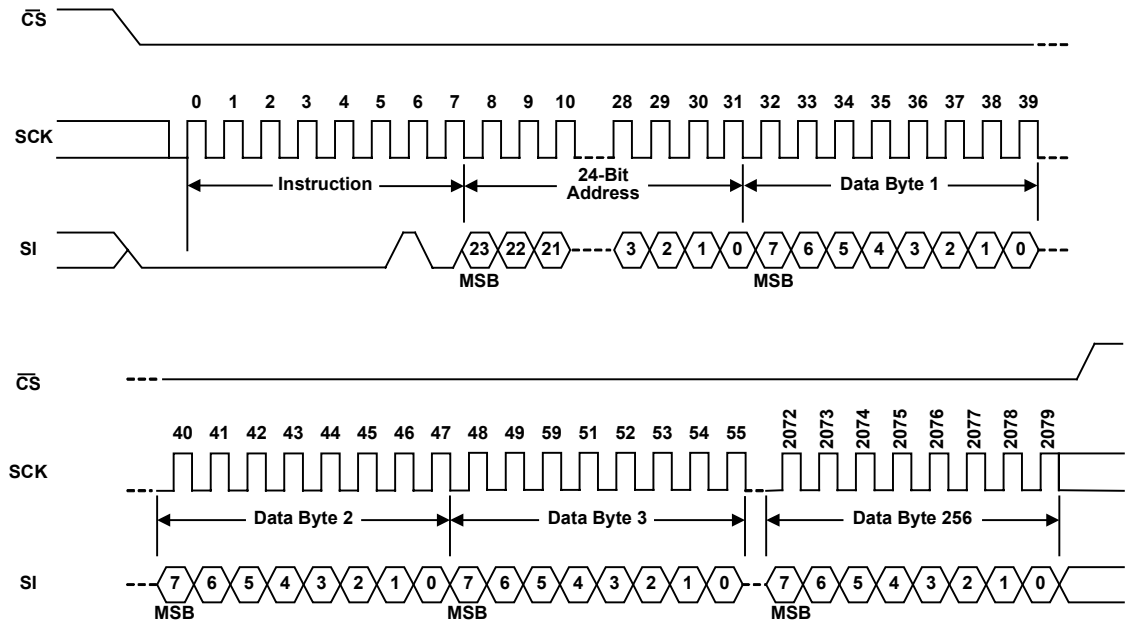 CS
0 1 2 3 4 5 6 7 8 9 10 28 29 30 31 32 33 34 35 36 37 38 39
SCK
Instruction 24-Bit Address Data Byte 1
SI 23 22 21 3 2 1 0 7 6 5 4 3 2 1 0
MSB MSB
CS
40 41 42 43 44 45 46 47 48 49 59 51 52 53 54 55 2072 2073 2074 2075 2076 2077 2078 2079
SCK
Data Byte 2 Data Byte 3 Data Byte 256
SI 7 6 5 4 3 2 1 0 7 6 5 4 3 2 1 0 7 6 5 4 3 2 1 0
MSB MSB MSB